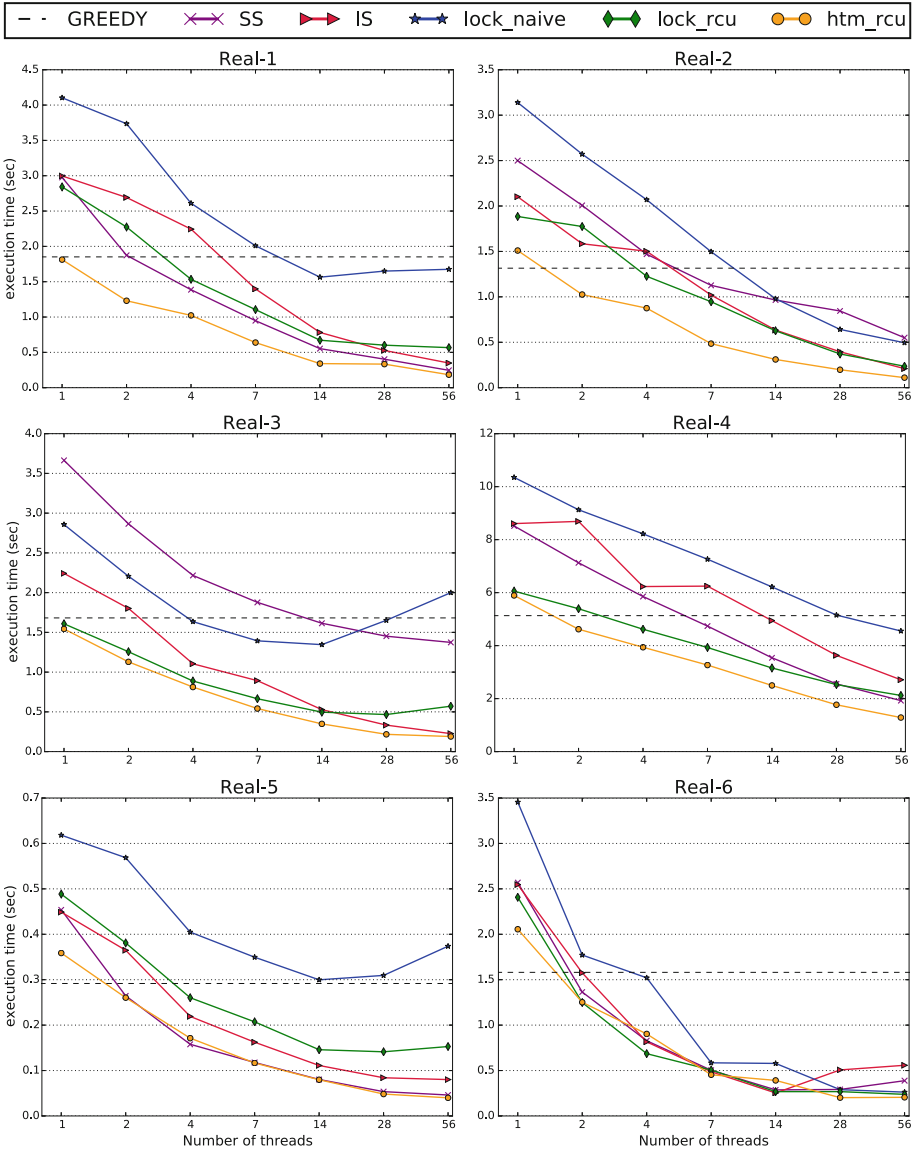 GREEDY SS IS lock_naive lock_rcu htm_rcu
Real-1
4.5
4.0
3.5
3.0
2.5
2.0
1.5
1.0
0.5
0.0
execution time (sec)
1 2 4 7 14 28 56
Real-2
3.5
3.0
2.5
2.0
1.5
1.0
0.5
0.0
1 2 4 7 14 28 56
Real-3
4.0
3.5
3.0
2.5
2.0
1.5
1.0
0.5
0.0
execution time (sec)
1 2 4 7 14 28 56
Real-4
12
10
8
6
4
2
0
1 2 4 7 14 28 56
Real-5
0.7
0.6
0.5
0.4
0.3
0.2
0.1
0.0
execution time (sec)
1 2 4 7 14 28 56
Number of threads
Real-6
3.5
3.0
2.5
2.0
1.5
1.0
0.5
0.0
1 2 4 7 14 28 56
Number of threads